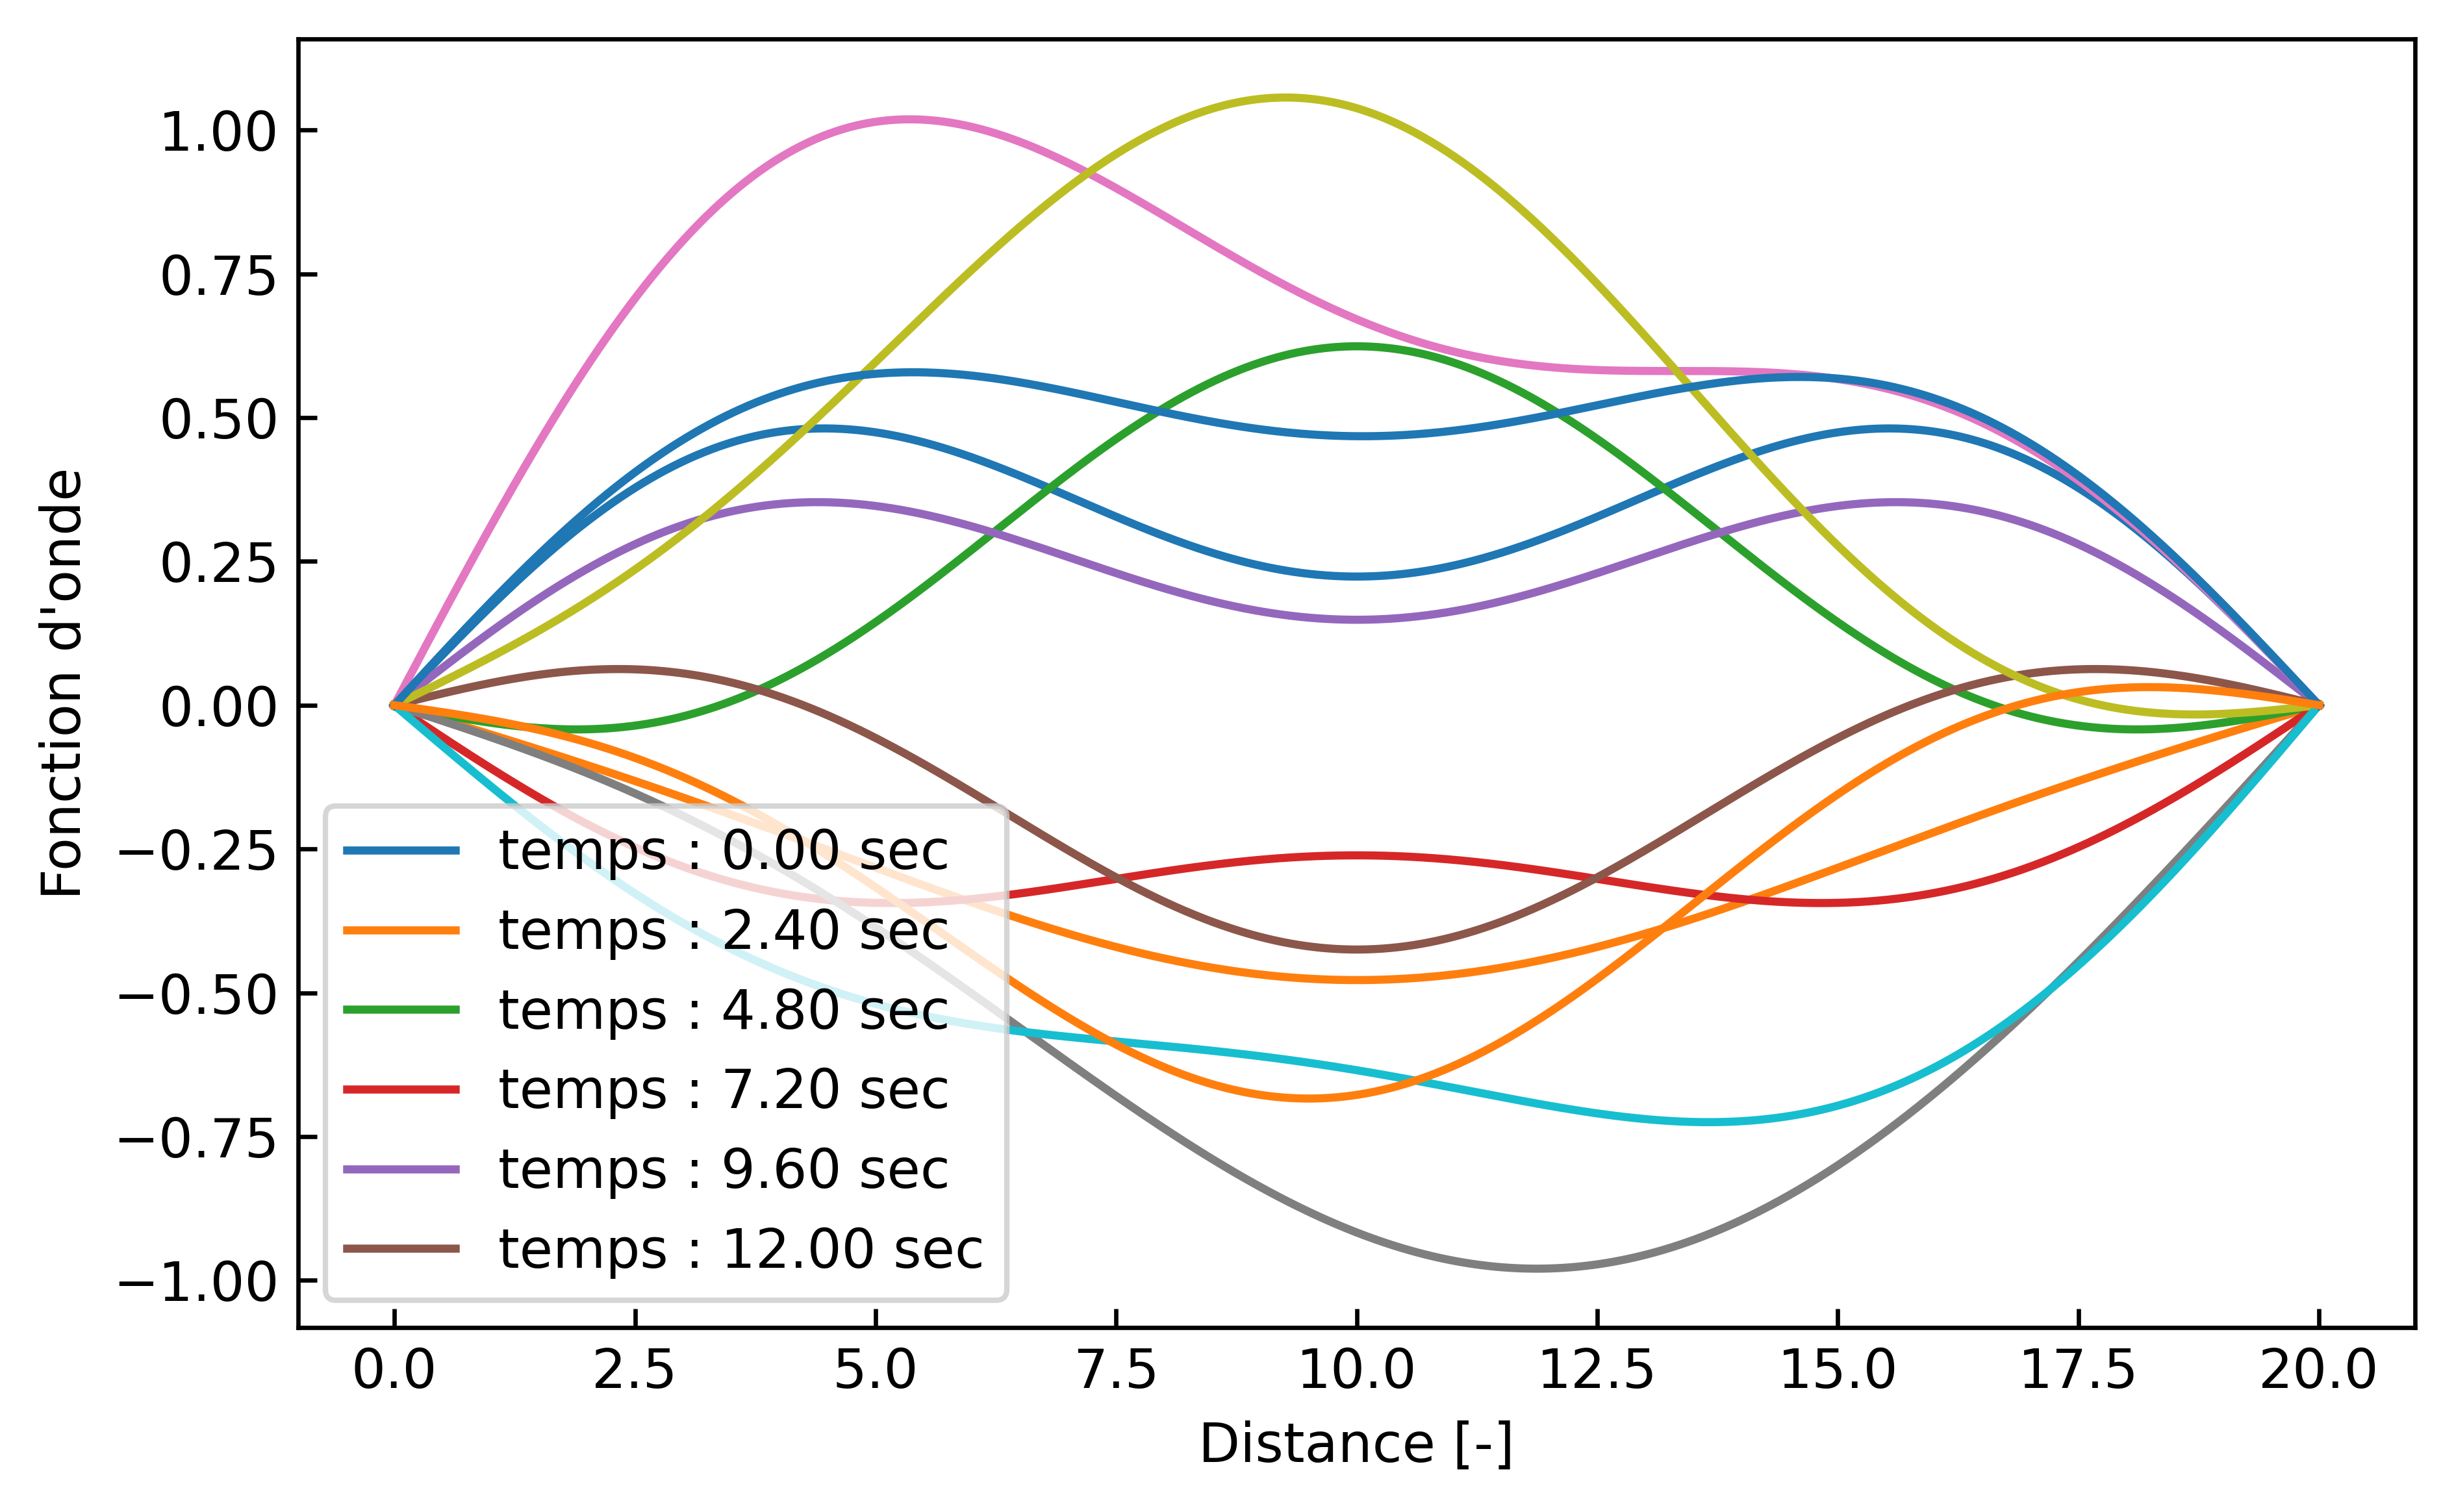 Fonction d'onde
1.00
0.75
0.50
0.25
0.00
−0.25
−0.50
−0.75
−1.00
temps : 0.00 sec
temps : 2.40 sec
temps : 4.80 sec
temps : 7.20 sec
temps : 9.60 sec
temps : 12.00 sec
0.0 2.5 5.0 7.5 10.0 12.5 15.0 17.5 20.0
Distance [-]